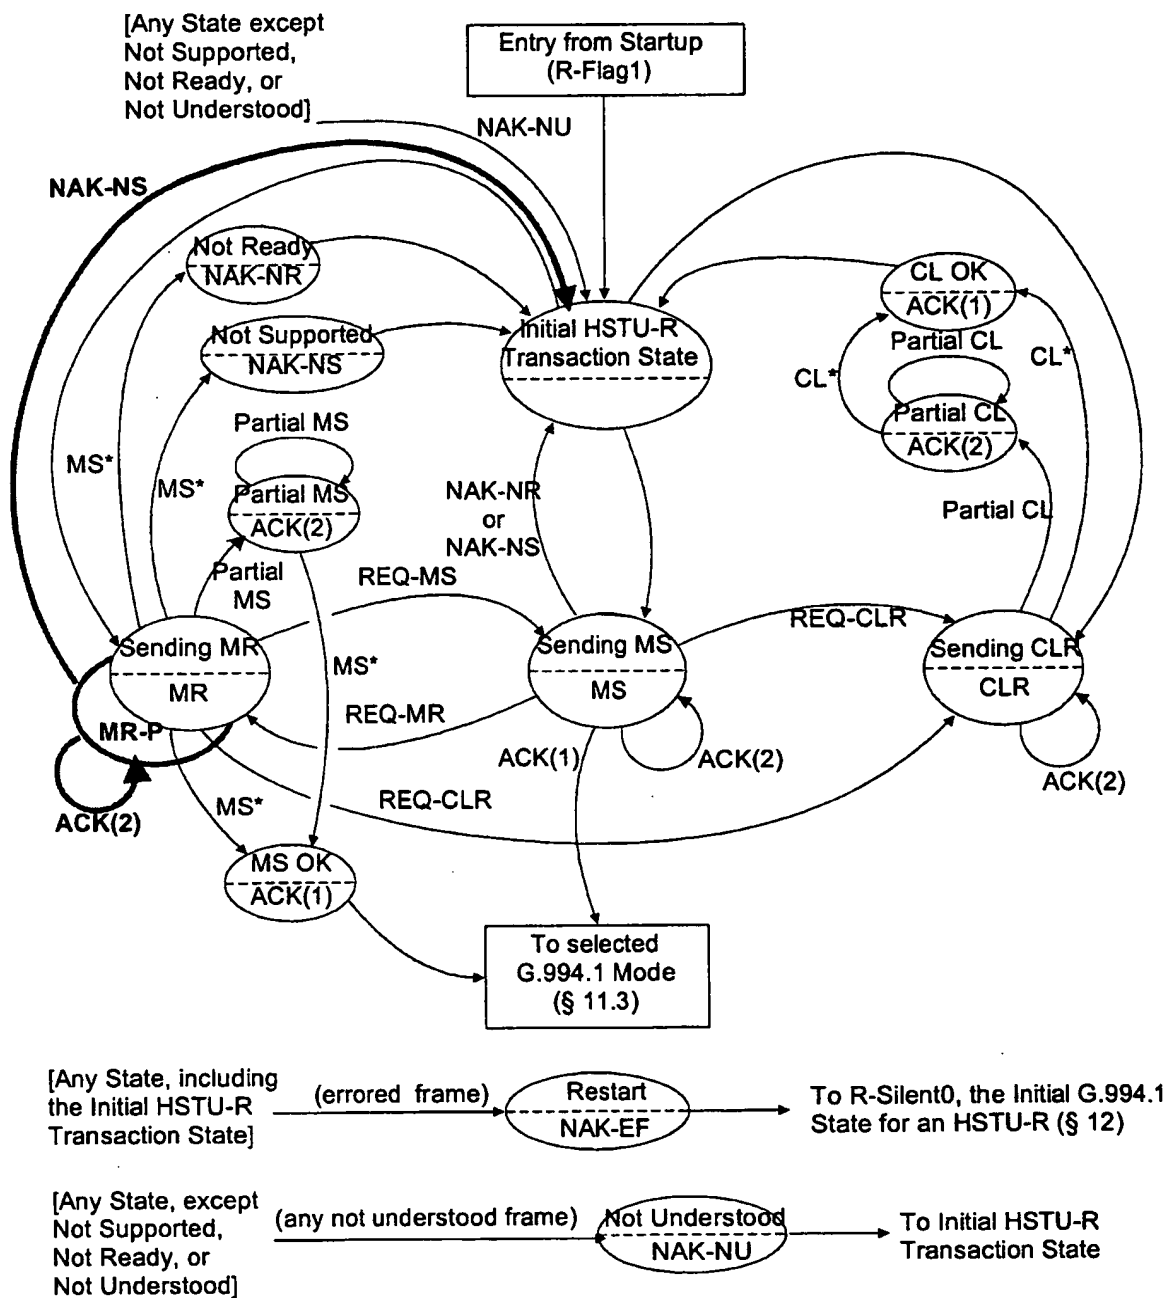 [Any State except
Not Supported,
Not Ready, or
Not Understood]
Entry from Startup
(R-Flag1)
NAK-NU
NAK-NS
Not Ready
NAK-NR
CL OK
ACK(1)
Initial HSTU-R
Transaction State
Not Supported
NAK-NS
Partial CL
CL*
CL*
Partial CL
ACK(2)
Partial MS
MS*
MS*
Partial MS
ACK(2)
NAK-NR
or
NAK-NS
Partial CL
Partial
MS
REQ-MS
REQ-CLR
Sending MR
MR
MS*
Sending MS
MS
Sending CLR
CLR
REQ-MR
MR-P
ACK(1)
ACK(2)
ACK(2)
ACK(2)
MS*
REQ-CLR
MS OK
ACK(1)
To selected
G.994.1 Mode
(§ 11.3)
[Any State, including
the Initial HSTU-R
Transaction State]
(errored frame)
Restart
NAK-EF
To R-Silent0, the Initial G.994.1
State for an HSTU-R (§ 12)
[Any State, except
Not Supported,
Not Ready, or
Not Understood]
(any not understood frame)
Not Understood
NAK-NU
To Initial HSTU-R
Transaction State